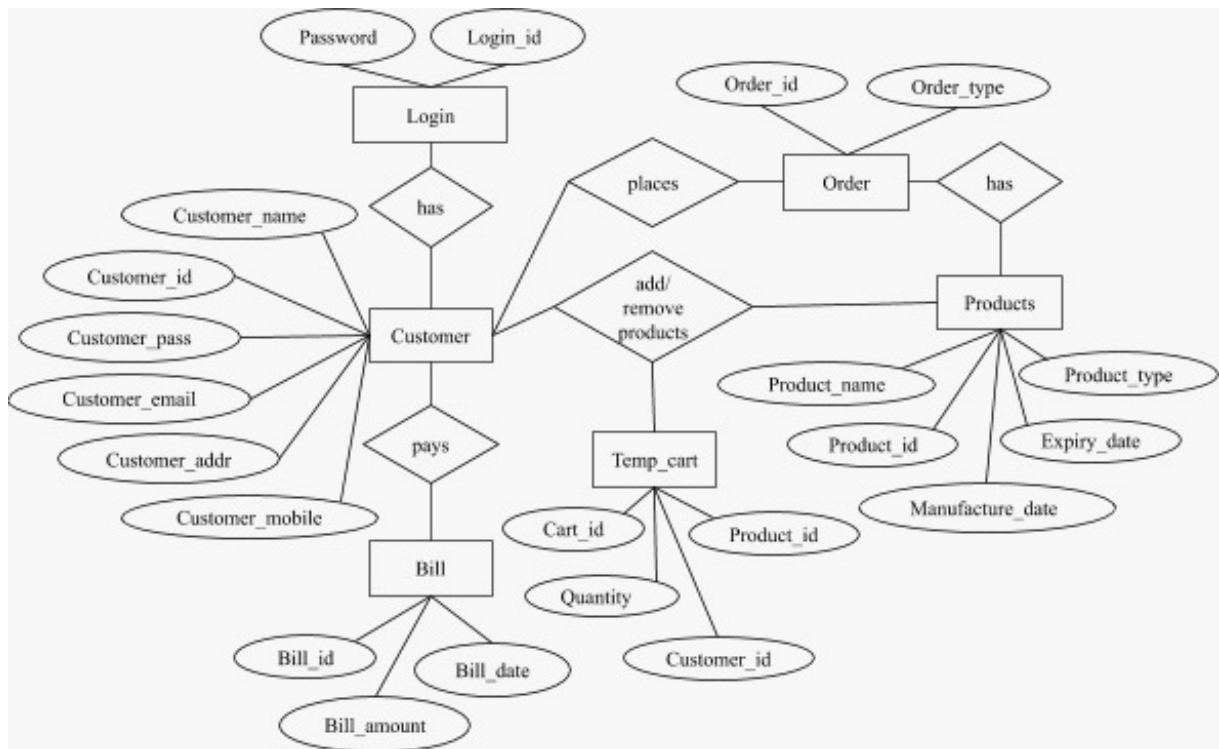 Password
Login_id
Login
Order_id
Order_type
places
Order
has
has
Customer_name
Customer_id
Customer_pass
Customer_email
Customer_addr
Customer_mobile
Customer
add/
remove
products
Products
Product_name
Product_type
Product_id
Expiry_date
Manufacture_date
pays
Temp_cart
Cart_id
Product_id
Quantity
Customer_id
Bill
Bill_id
Bill_date
Bill_amount